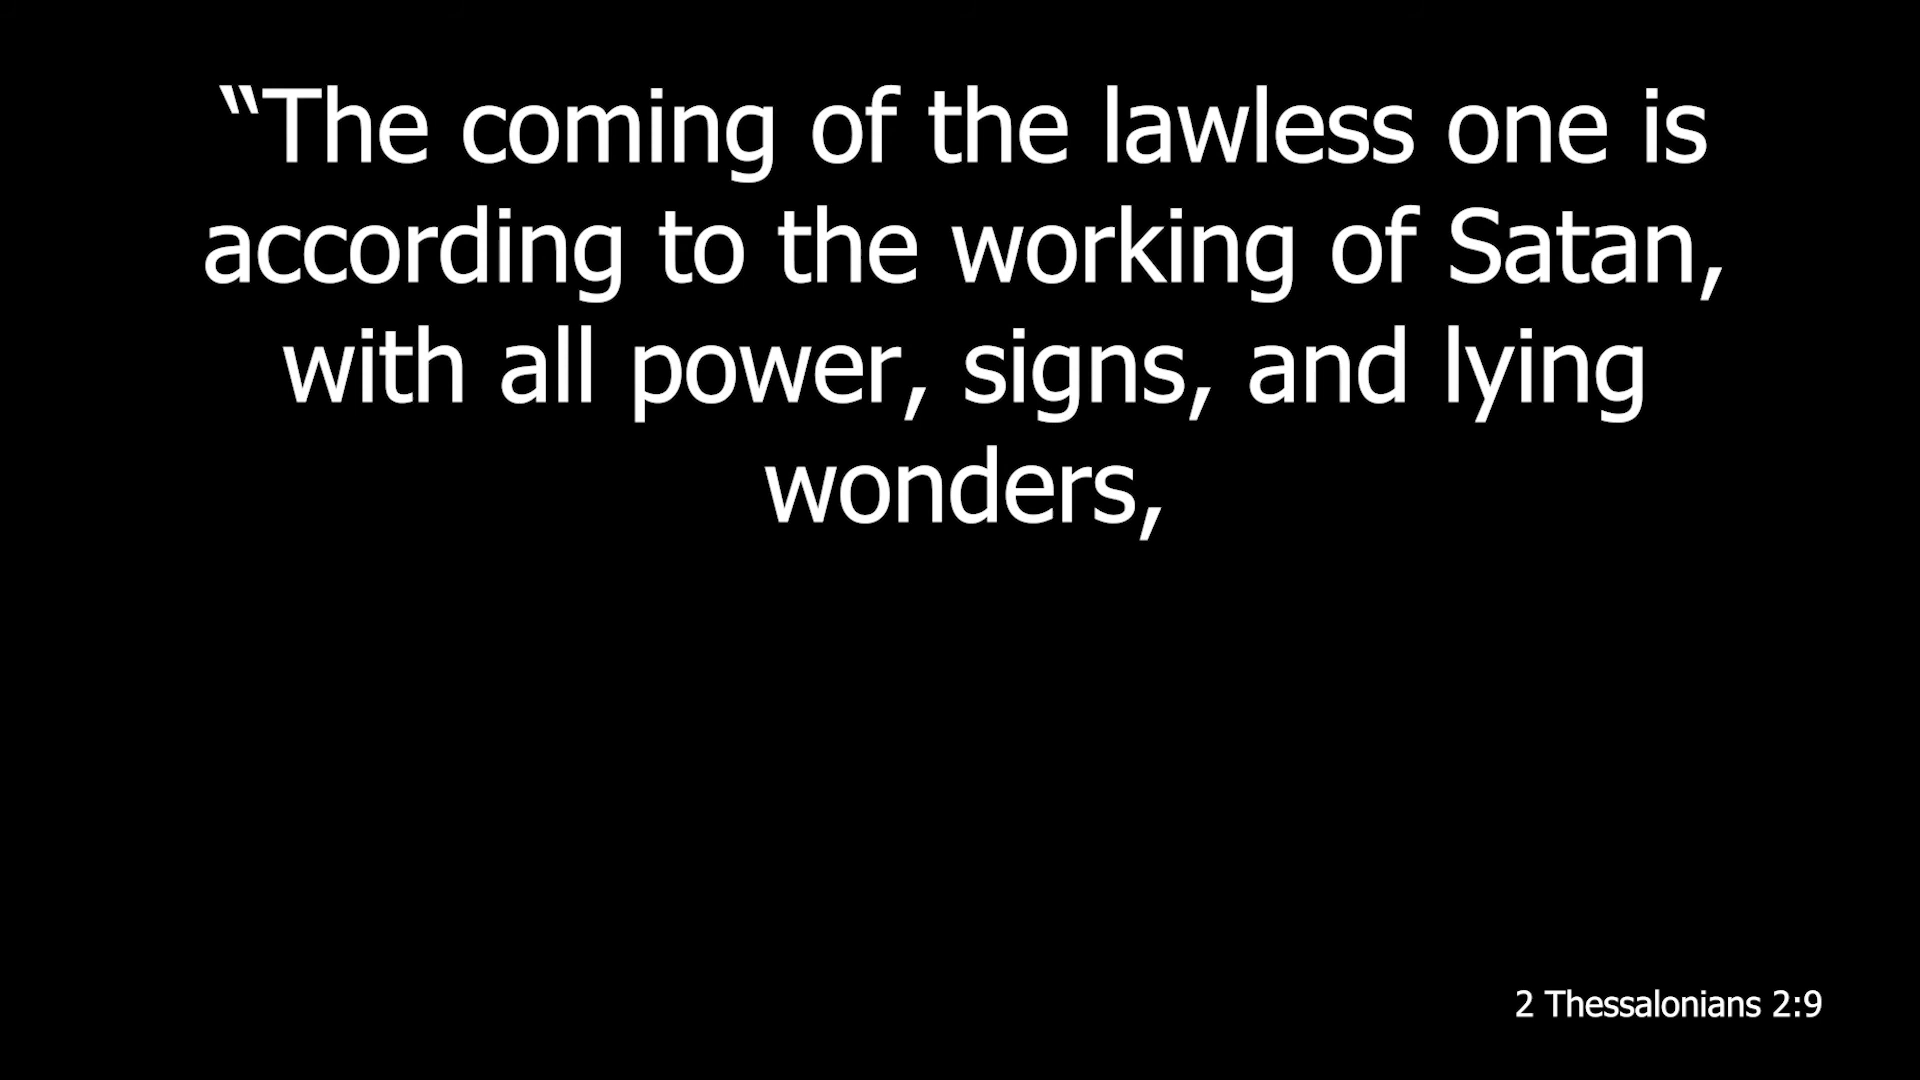 “The coming of the lawless one is
according to the working of Satan,
with all power, signs, and lying
wonders,
2 Thessalonians 2:9